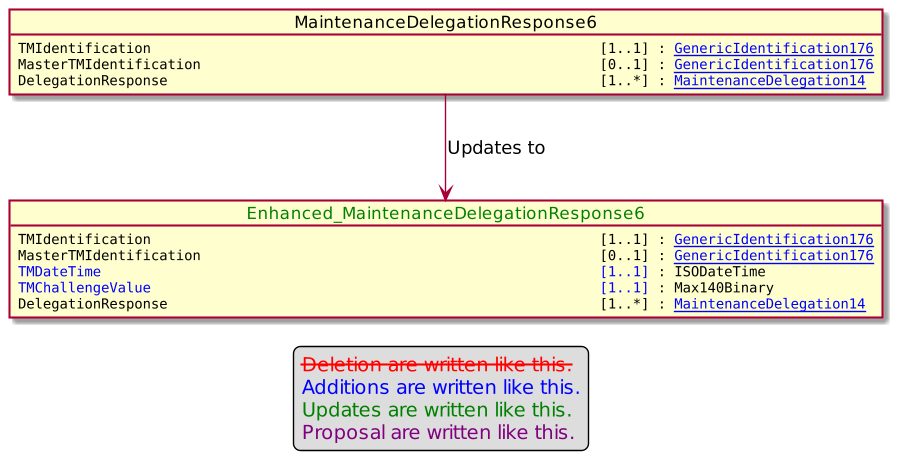 MaintenanceDelegationResponse6
TMIdentification [1..1] : GenericIdentification176
MasterTMIdentification [0..1] : GenericIdentification176
DelegationResponse [1..*] : MaintenanceDelegation14
Updates to
Enhanced_MaintenanceDelegationResponse6
TMIdentification [1..1] : GenericIdentification176
MasterTMIdentification [0..1] : GenericIdentification176
TMDateTime [1..1] : ISODateTime
TMChallengeValue [1..1] : Max140Binary
DelegationResponse [1..*] : MaintenanceDelegation14
Deletion are written like this.
Additions are written like this.
Updates are written like this.
Proposal are written like this.